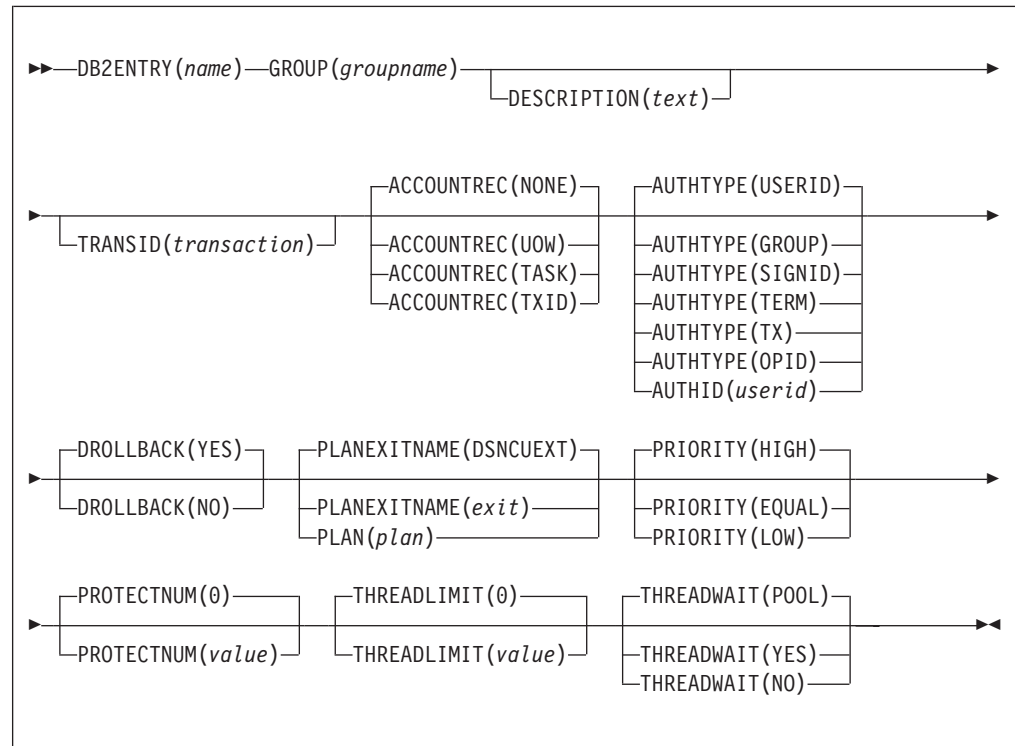 DB2ENTRY(name) GROUP(groupname)
DESCRIPTION(text)
TRANSID(transaction)
ACCOUNTREC(NONE)
ACCOUNTREC(UOW)
ACCOUNTREC(TASK)
ACCOUNTREC(TXID)
AUTHTYPE(USERID)
AUTHTYPE(GROUP)
AUTHTYPE(SIGNID)
AUTHTYPE(TERM)
AUTHTYPE(TX)
AUTHTYPE(OPID)
AUTHID(userid)
DROLLBACK(YES)
DROLLBACK(NO)
PLANEXITNAME(DSNCUEXT)
PLANEXITNAME(exit)
PLAN(plan)
PRIORITY(HIGH)
PRIORITY(EQUAL)
PRIORITY(LOW)
PROTECTNUM(0)
PROTECTNUM(value)
THREADLIMIT(0)
THREADLIMIT(value)
THREADWAIT(POOL)
THREADWAIT(YES)
THREADWAIT(NO)